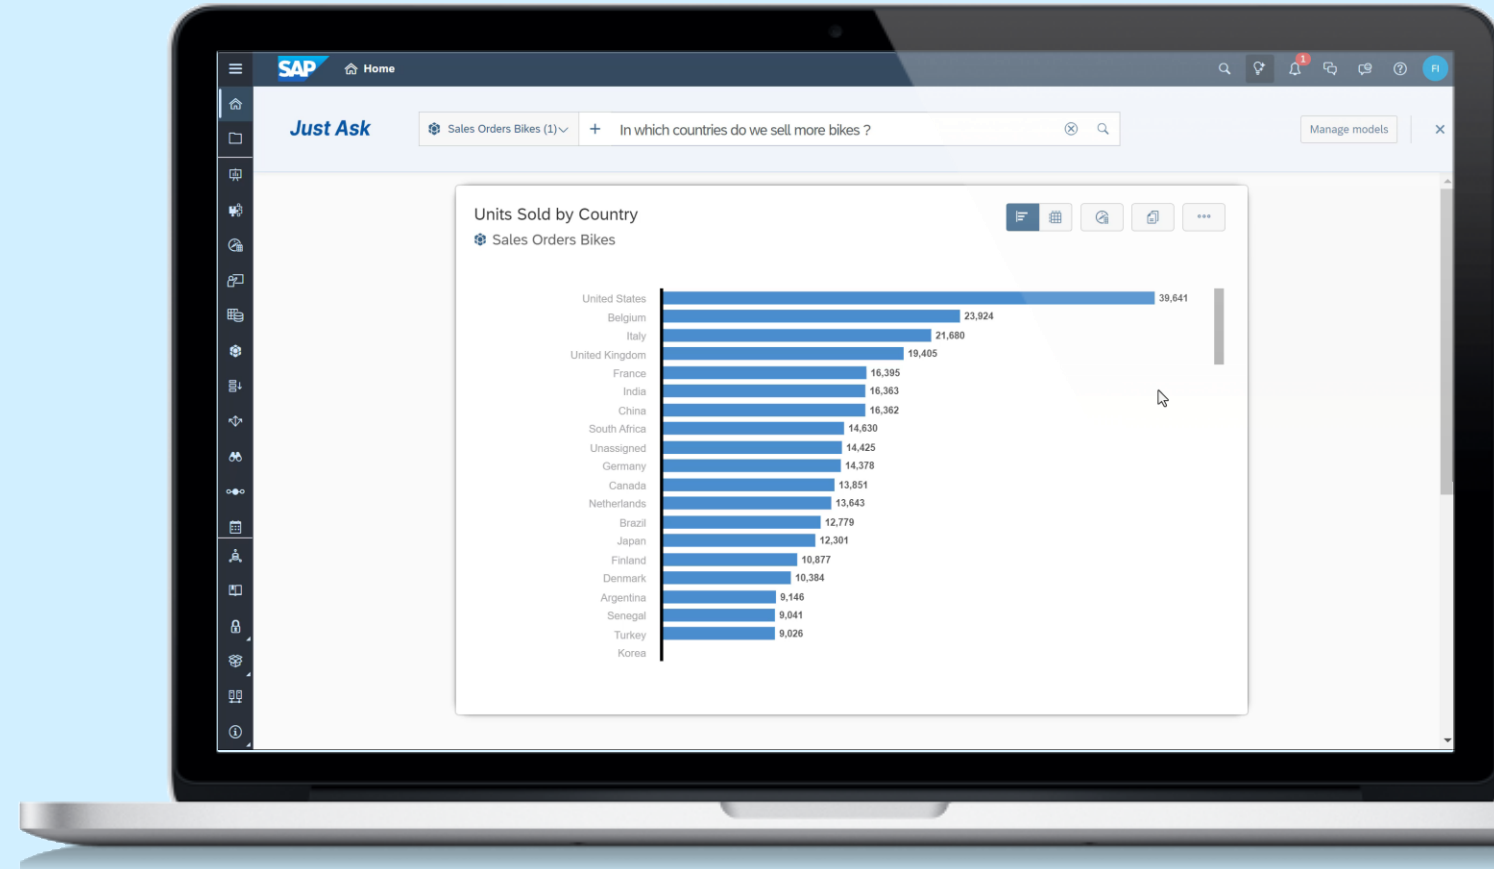 SAP
Home
1
FI
Just Ask
Sales Orders Bikes (1)
+ In which countries do we sell more bikes ?
Manage models
Units Sold by Country
Sales Orders Bikes
United States 39,641
Belgium 23,924
Italy 21,680
United Kingdom 19,405
France 16,395
India 16,363
China 16,362
South Africa 14,630
Unassigned 14,425
Germany 14,378
Canada 13,851
Netherlands 13,643
Brazil 12,779
Japan 12,301
Finland 10,877
Denmark 10,384
Argentina 9,146
Senegal 9,041
Turkey 9,026
Korea